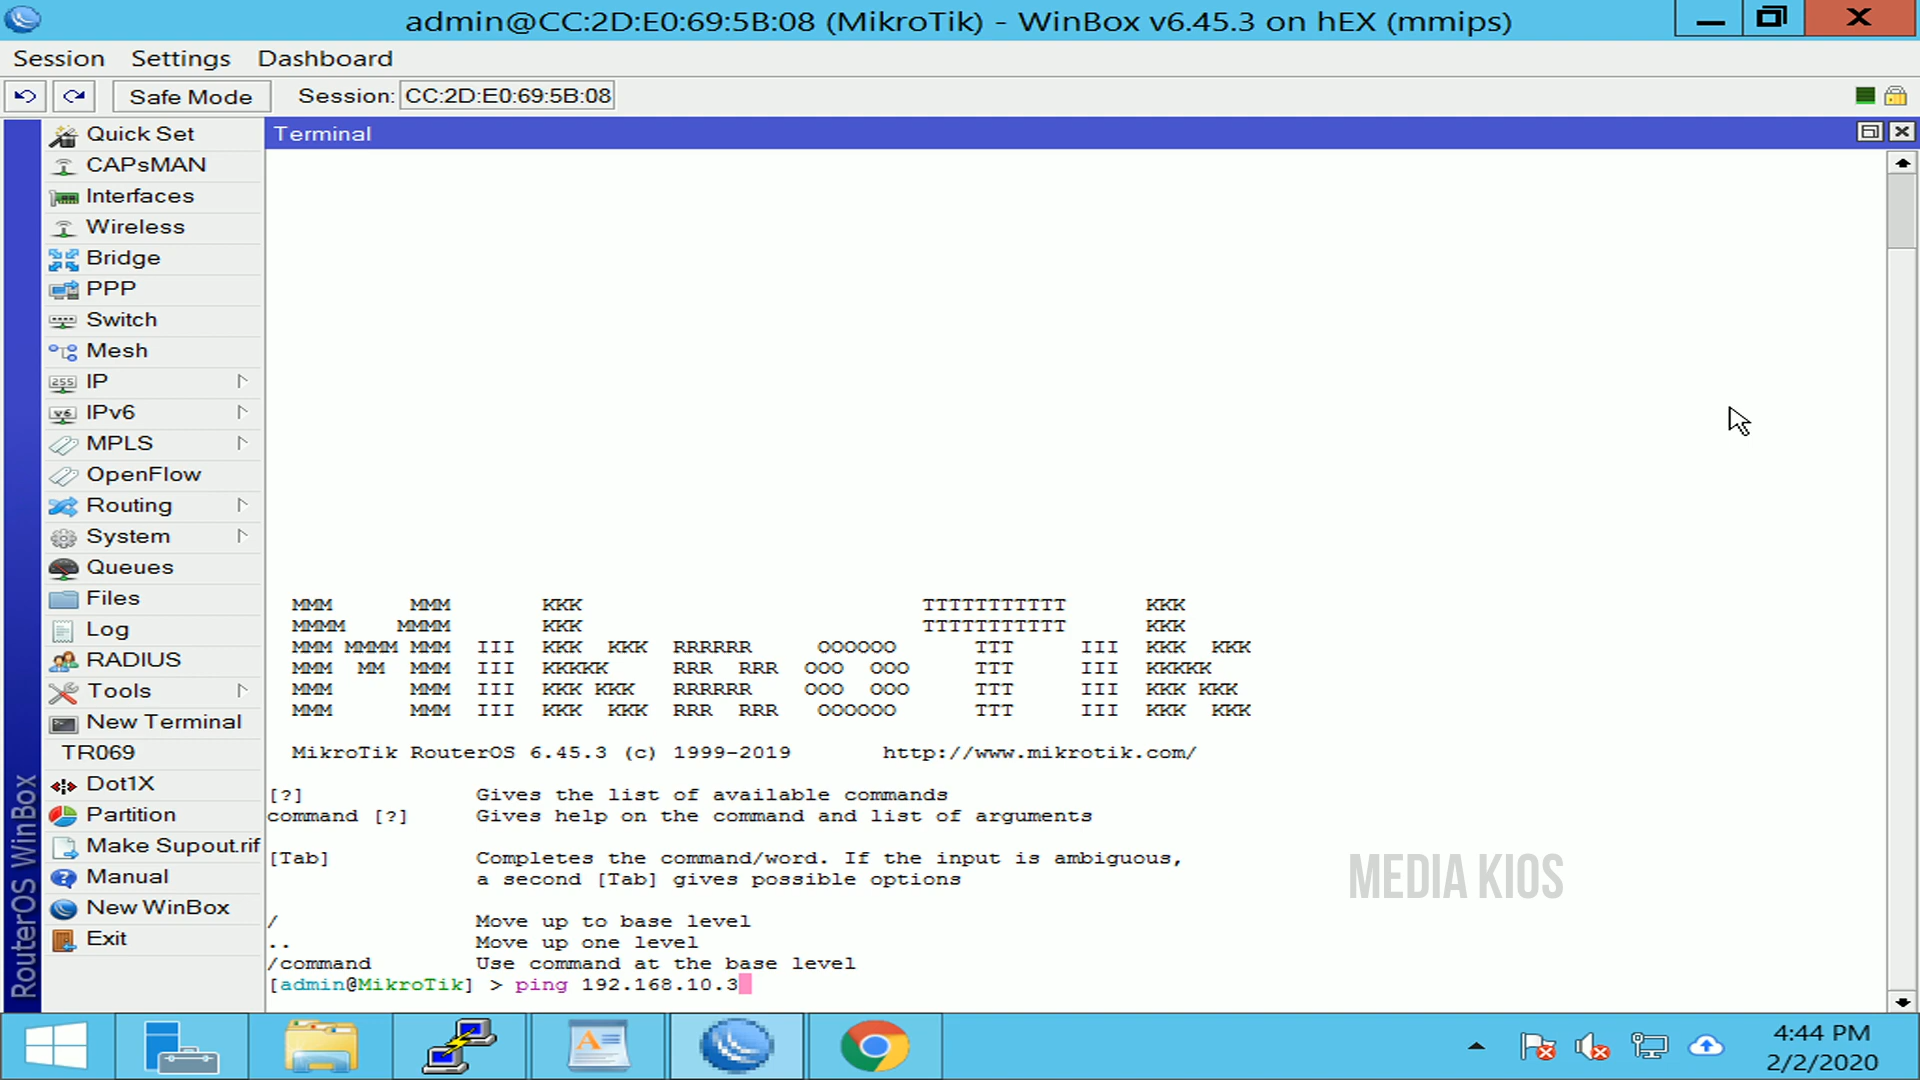 admin@CC:2D:E0:69:5B:08 (MikroTik) - WinBox v6.45.3 on hEX (mmips)
Session Settings Dashboard
Safe Mode Session: CC:2D:E0:69:5B:08
Quick Set
CAPsMAN
Interfaces
Wireless
Bridge
PPP
Switch
Mesh
255 IP
v6 IPv6
MPLS
OpenFlow
Routing
System
Queues
Files
Log
RADIUS
Tools
New Terminal
TR069
Dot1X
Partition
Make Supout.rif
Manual
New WinBox
Exit
RouterOS WinBox
Terminal
MMM      MMM       KKK                          TTTTTTTTTTT      KKK
MMMM    MMMM       KKK                          TTTTTTTTTTT      KKK
MMM MMMM MMM  III  KKK  KKK  RRRRRR     OOOOOO      TTT     III  KKK  KKK
MMM  MM  MMM  III  KKKKK     RRR  RRR  OOO  OOO     TTT     III  KKKKK
MMM      MMM  III  KKK KKK   RRRRRR    OOO  OOO     TTT     III  KKK KKK
MMM      MMM  III  KKK  KKK  RRR  RRR   OOOOOO      TTT     III  KKK  KKK
MikroTik RouterOS 6.45.3 (c) 1999-2019       http://www.mikrotik.com/
[?]             Gives the list of available commands
command [?]     Gives help on the command and list of arguments
[Tab]           Completes the command/word. If the input is ambiguous,
a second [Tab] gives possible options
/               Move up to base level
..              Move up one level
/command        Use command at the base level
[admin@MikroTik] > ping 192.168.10.3
MEDIA KIOS
4:44 PM
2/2/2020